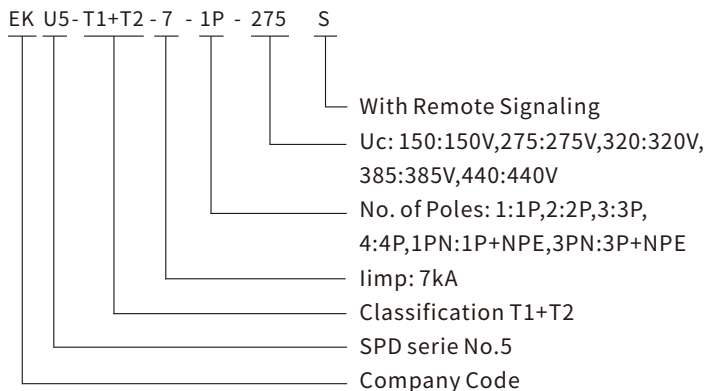 EK U5-T1+T2-7-1P-275 S
With Remote Signaling
Uc: 150:150V,275:275V,320:320V,
385:385V,440:440V
No. of Poles: 1:1P,2:2P,3:3P,
4:4P,1PN:1P+NPE,3PN:3P+NPE
Iimp: 7kA
Classification T1+T2
SPD serie No.5
Company Code